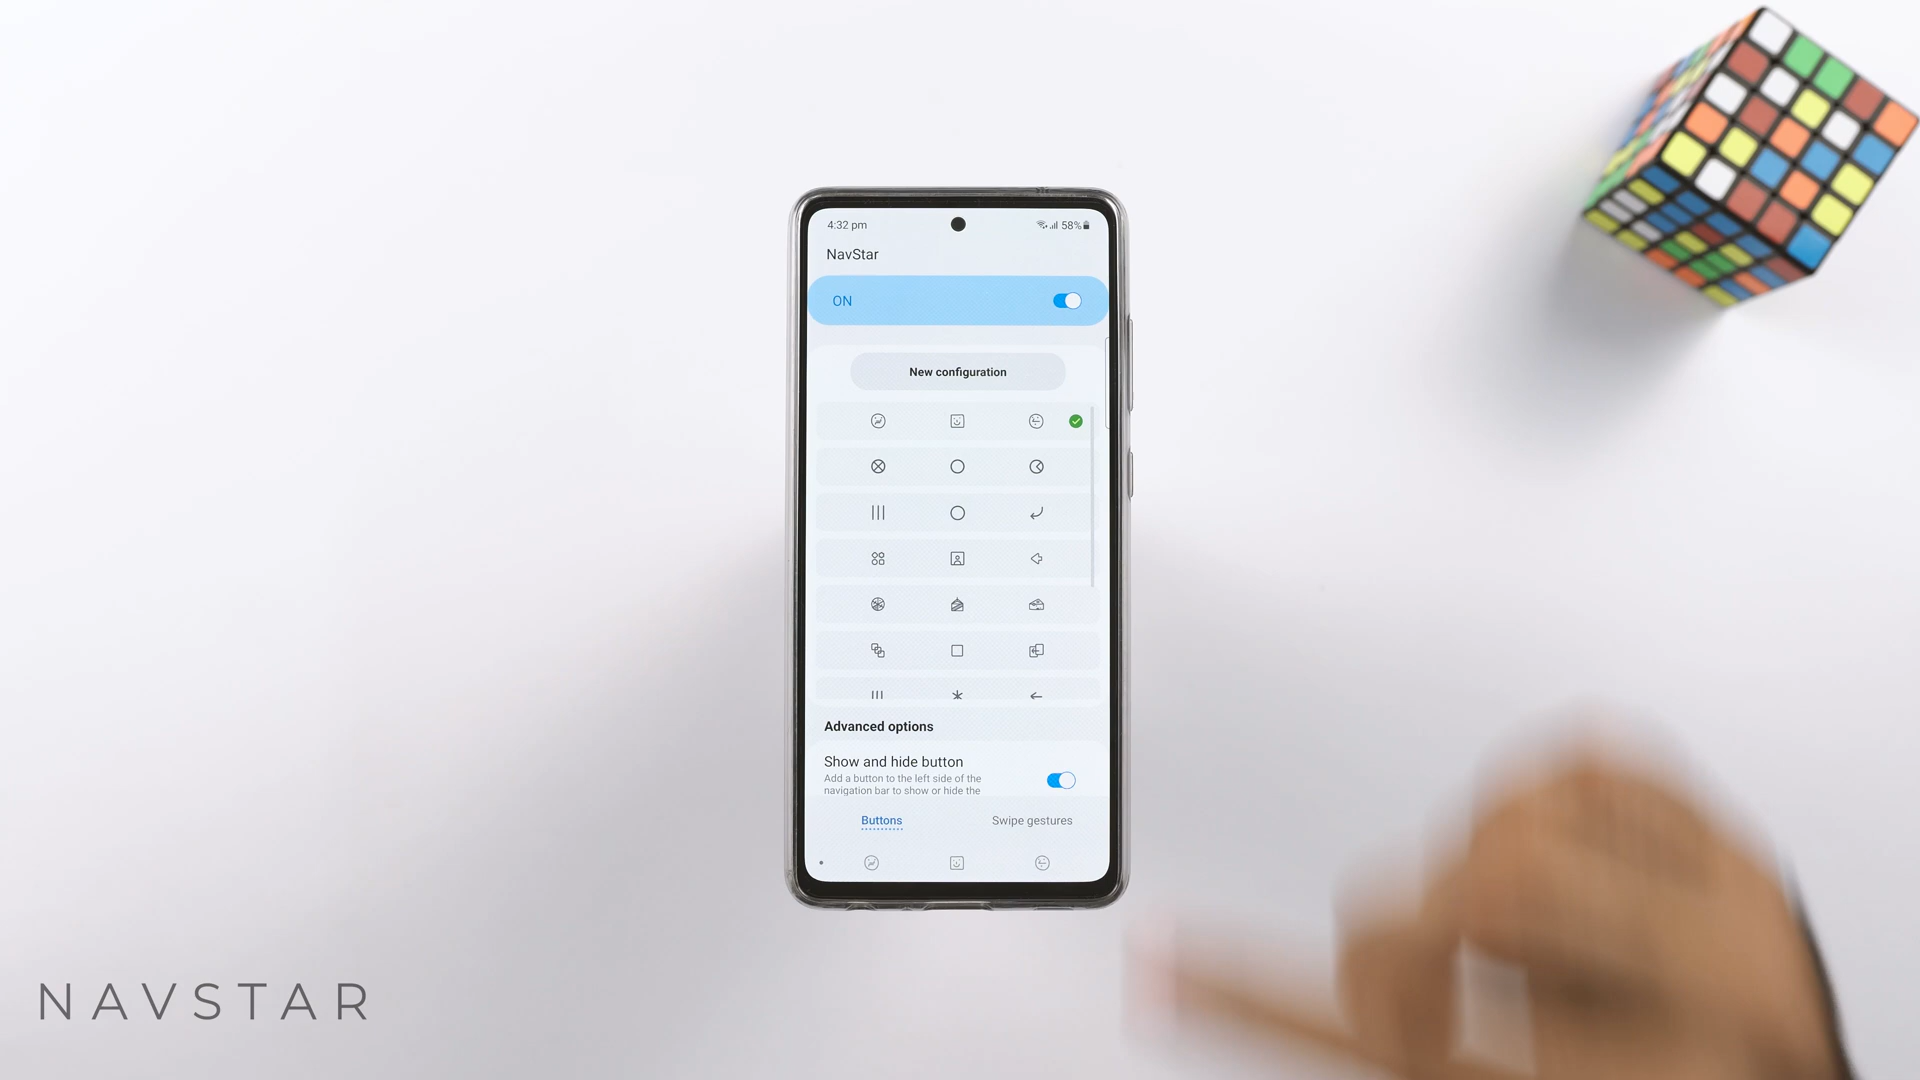 4:32 pm
58%
NavStar
ON
New configuration
Advanced options
Show and hide button
Add a button to the left side of the
navigation bar to show or hide the
Buttons
Swipe gestures
NAVSTAR